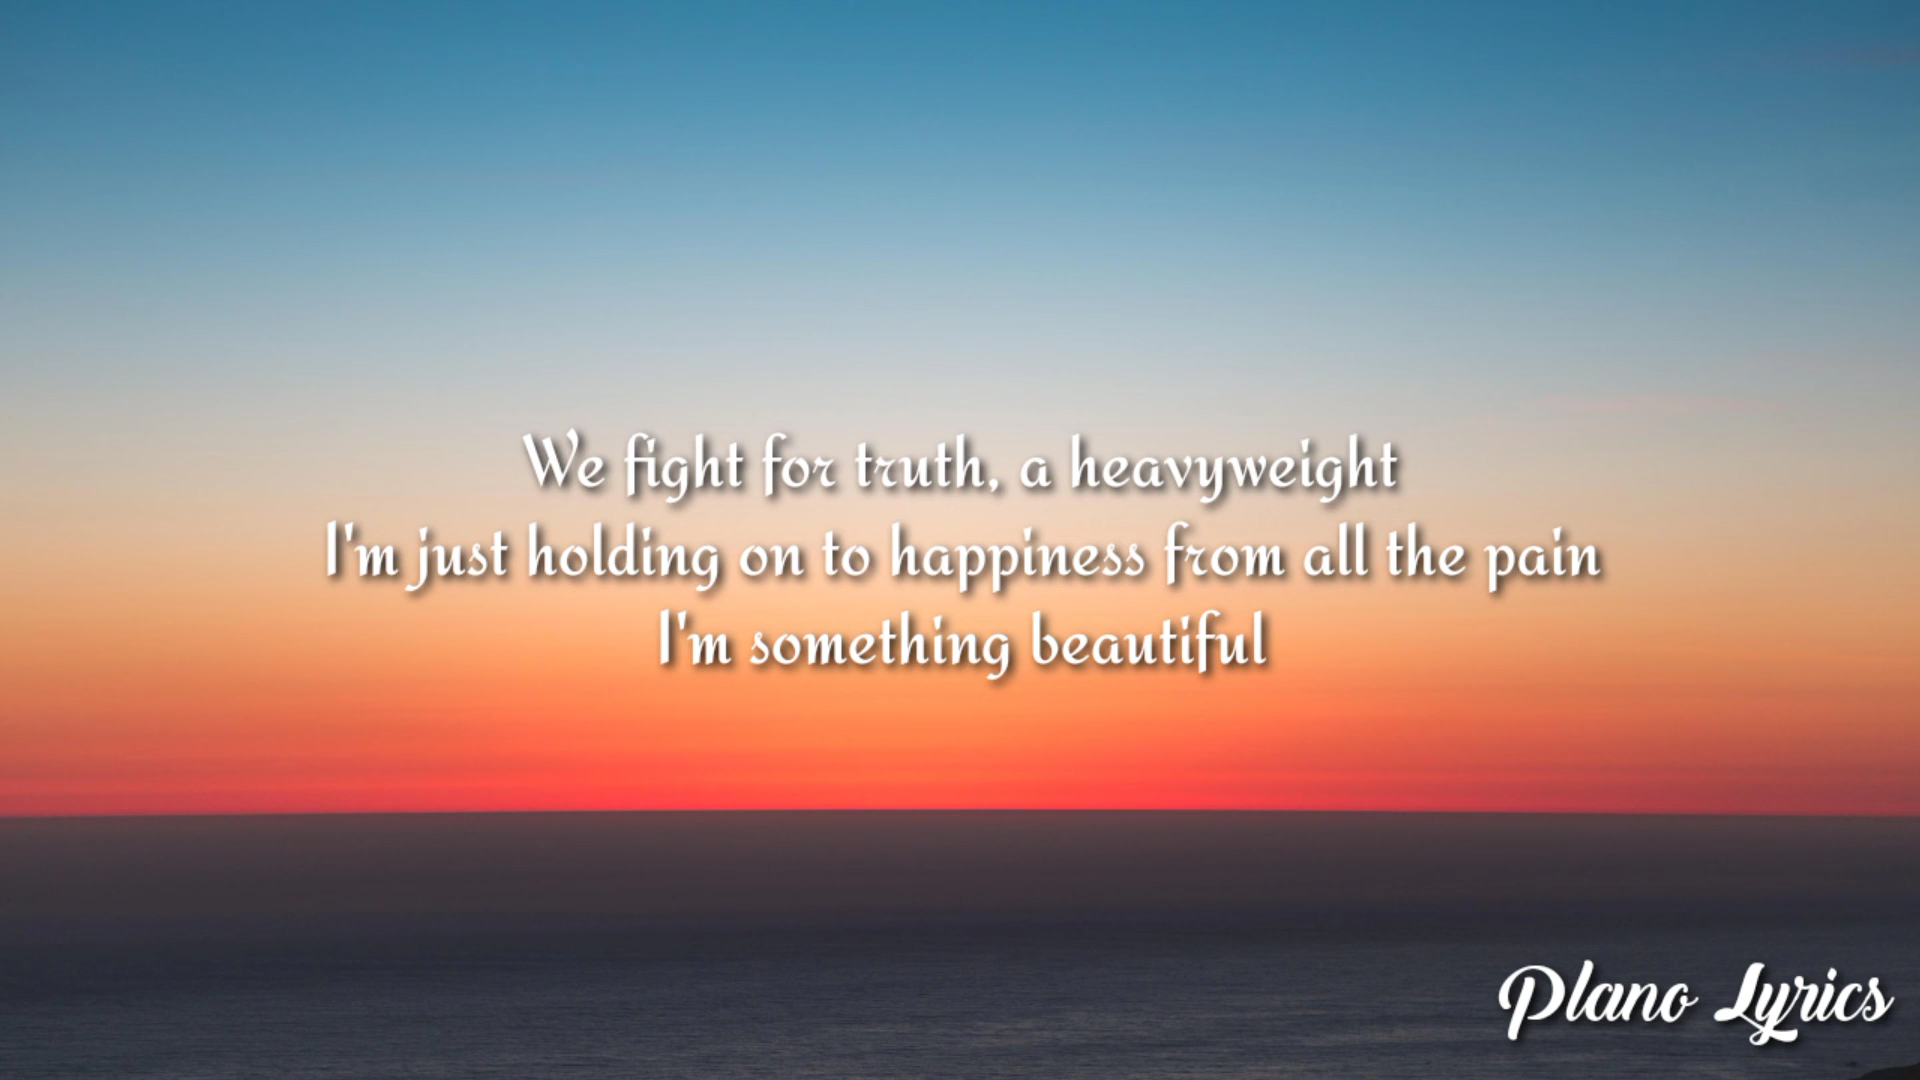 We fight for truth, a heavyweight
I'm just holding on to happiness from all the pain
I'm something beautiful
Plano Lyrics